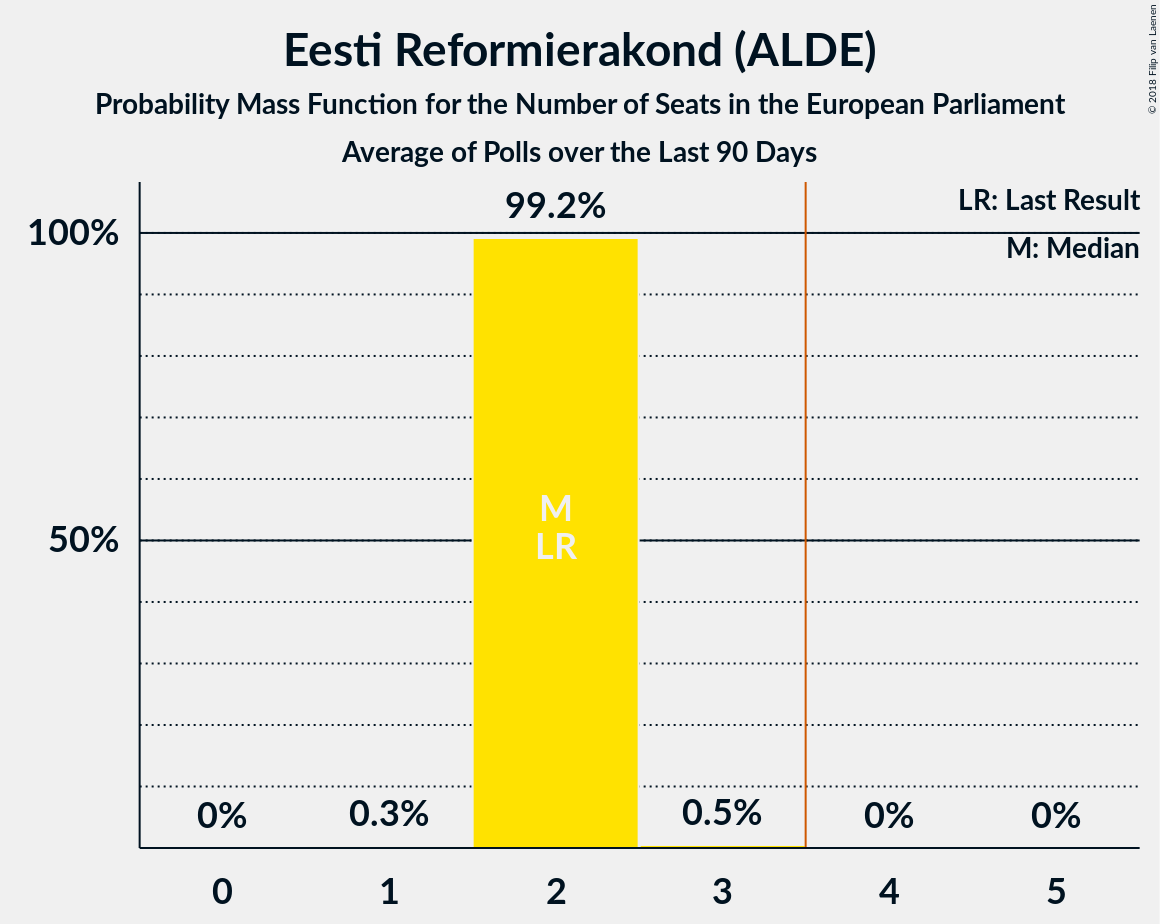 Eesti Reformierakond (ALDE)
Probability Mass Function for the Number of Seats in the European Parliament
Average of Polls over the Last 90 Days
© 2018 Filip van Laenen
LR: Last Result
M: Median
99.2%
100%
50%
M
LR
0%
0.3%
0.5%
0%
0%
0
1
2
3
4
5